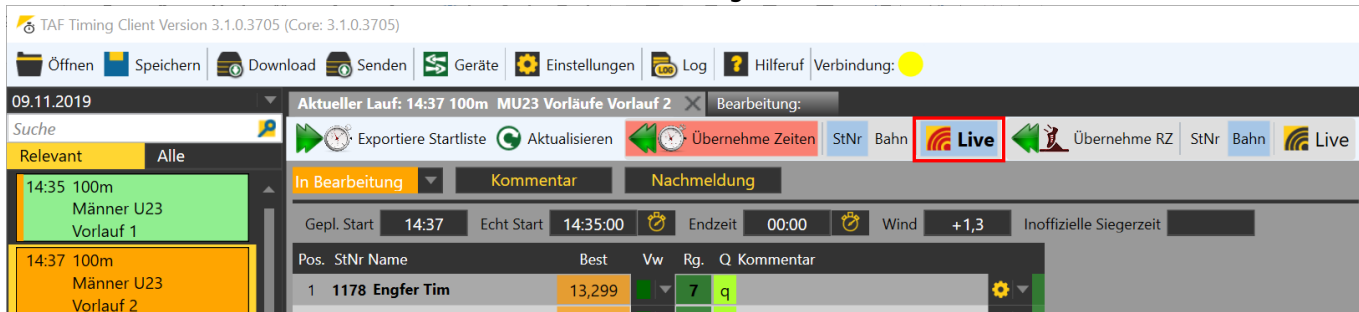 TAF Timing Client Version 3.1.0.3705 (Core: 3.1.0.3705)
Öffnen Speichern Download Senden Geräte Einstellungen LOG Log ? Hilferuf Verbindung:
09.11.2019 Aktueller Lauf: 14:37 100m MU23 Vorläufe Vorlauf 2 Bearbeitung:
Suche Exportiere Startliste Aktualisieren Übernehme Zeiten StNr Bahn Live Übernehme RZ StNr Bahn Live
Relevant Alle
In Bearbeitung Kommentar Nachmeldung
14:35 100m
Männer U23
Vorlauf 1
Gepl. Start 14:37 Echt Start 14:35:00 Endzeit 00:00 Wind +1,3 Inoffizielle Siegerzeit
14:37 100m
Männer U23
Vorlauf 2
Pos. StNr Name Best Vw Rg. Q Kommentar
1 1178 Engfer Tim 13,299 7 q